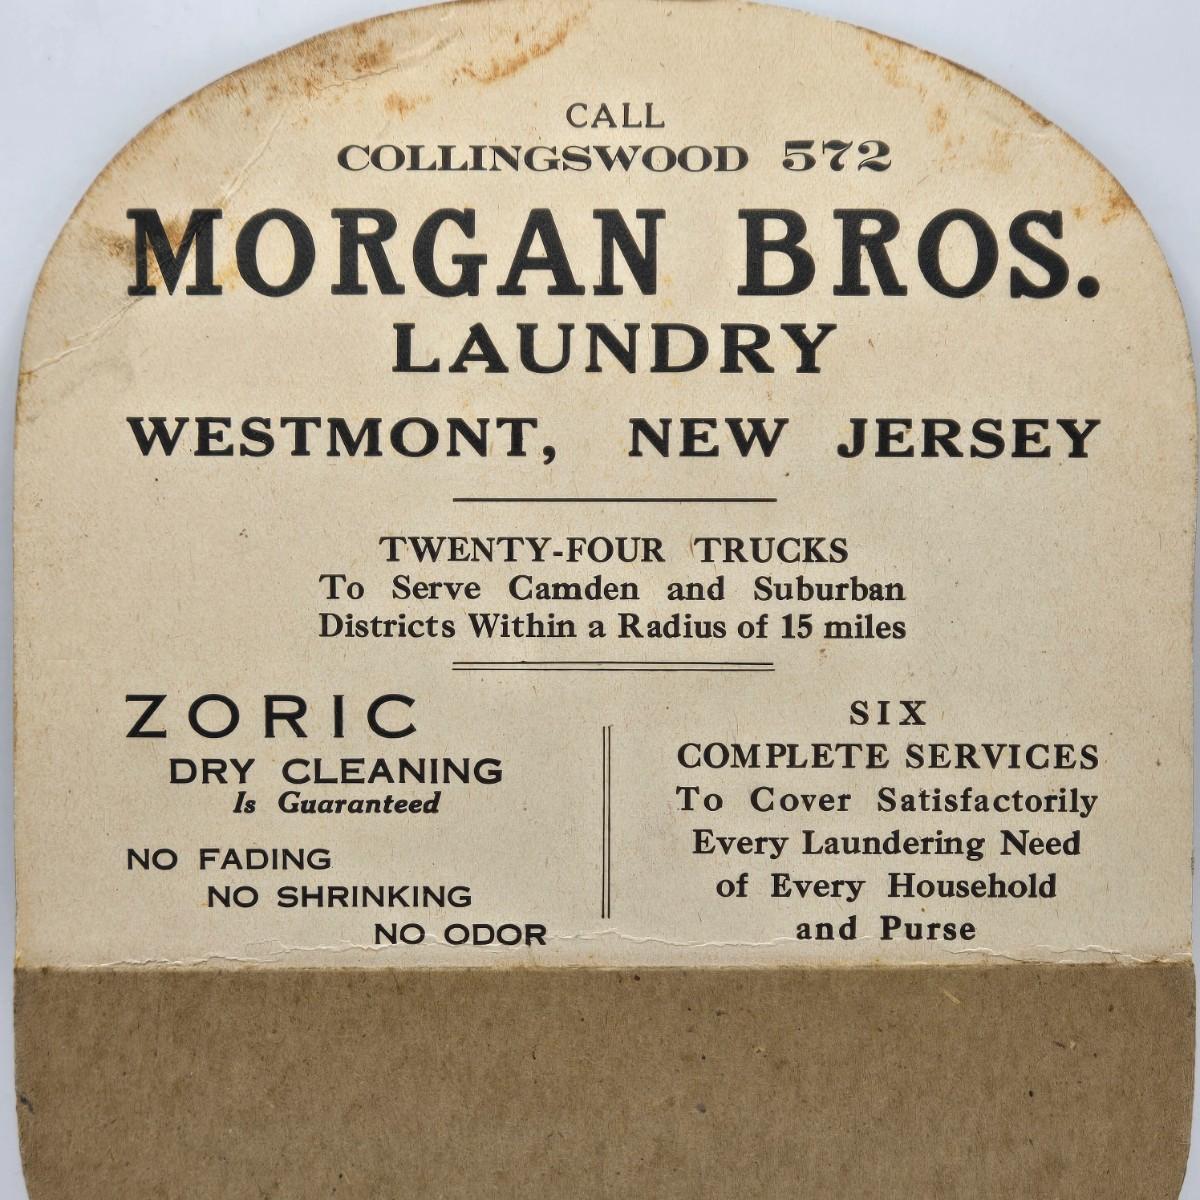 CALL
COLLINGSWOOD 572
MORGAN BROS.
LAUNDRY
WESTMONT, NEW JERSEY
TWENTY-FOUR TRUCKS
To Serve Camden and Suburban
Districts Within a Radius of 15 miles
ZORIC
DRY CLEANING
Is Guaranteed
NO FADING
NO SHRINKING
NO ODOR
SIX
COMPLETE SERVICES
To Cover Satisfactorily
Every Laundering Need
of Every Household
and Purse